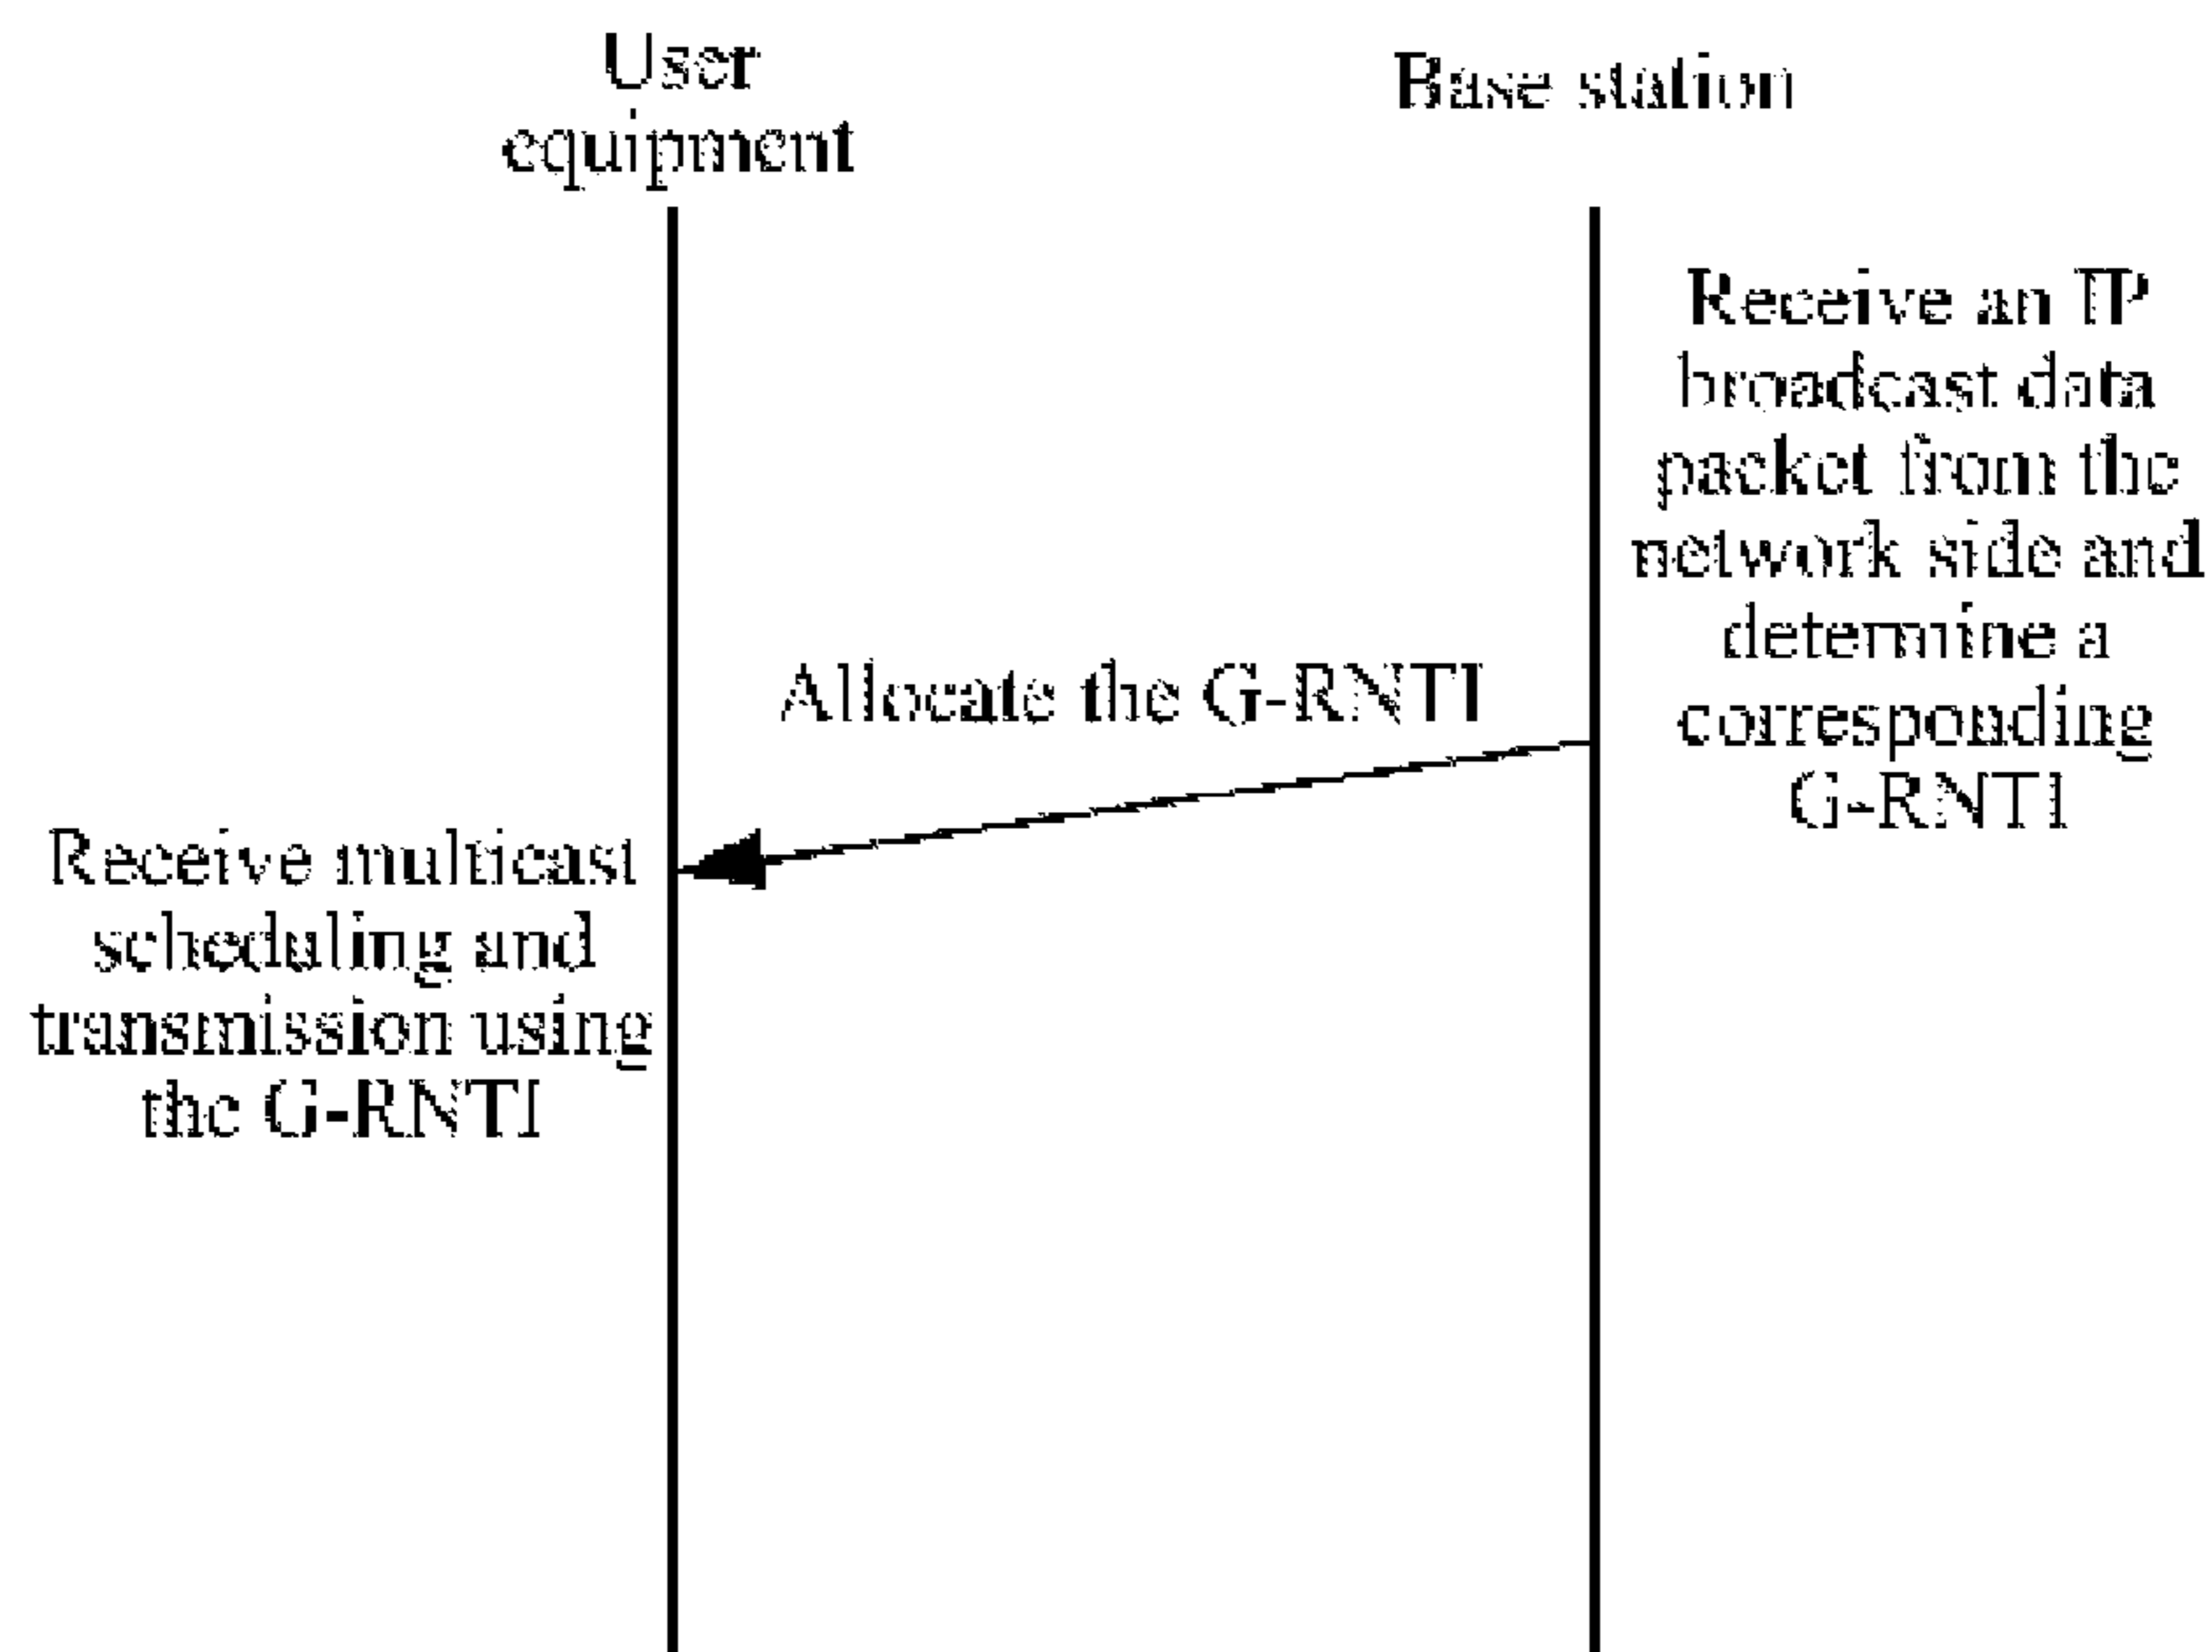 User
equipment
Base station
Receive an IP
broadcast data
packet from the
network side and
determine a
corresponding
G-RNTI
Allocate the G-RNTI
Receive multicast
scheduling and
transmission using
the G-RNTI